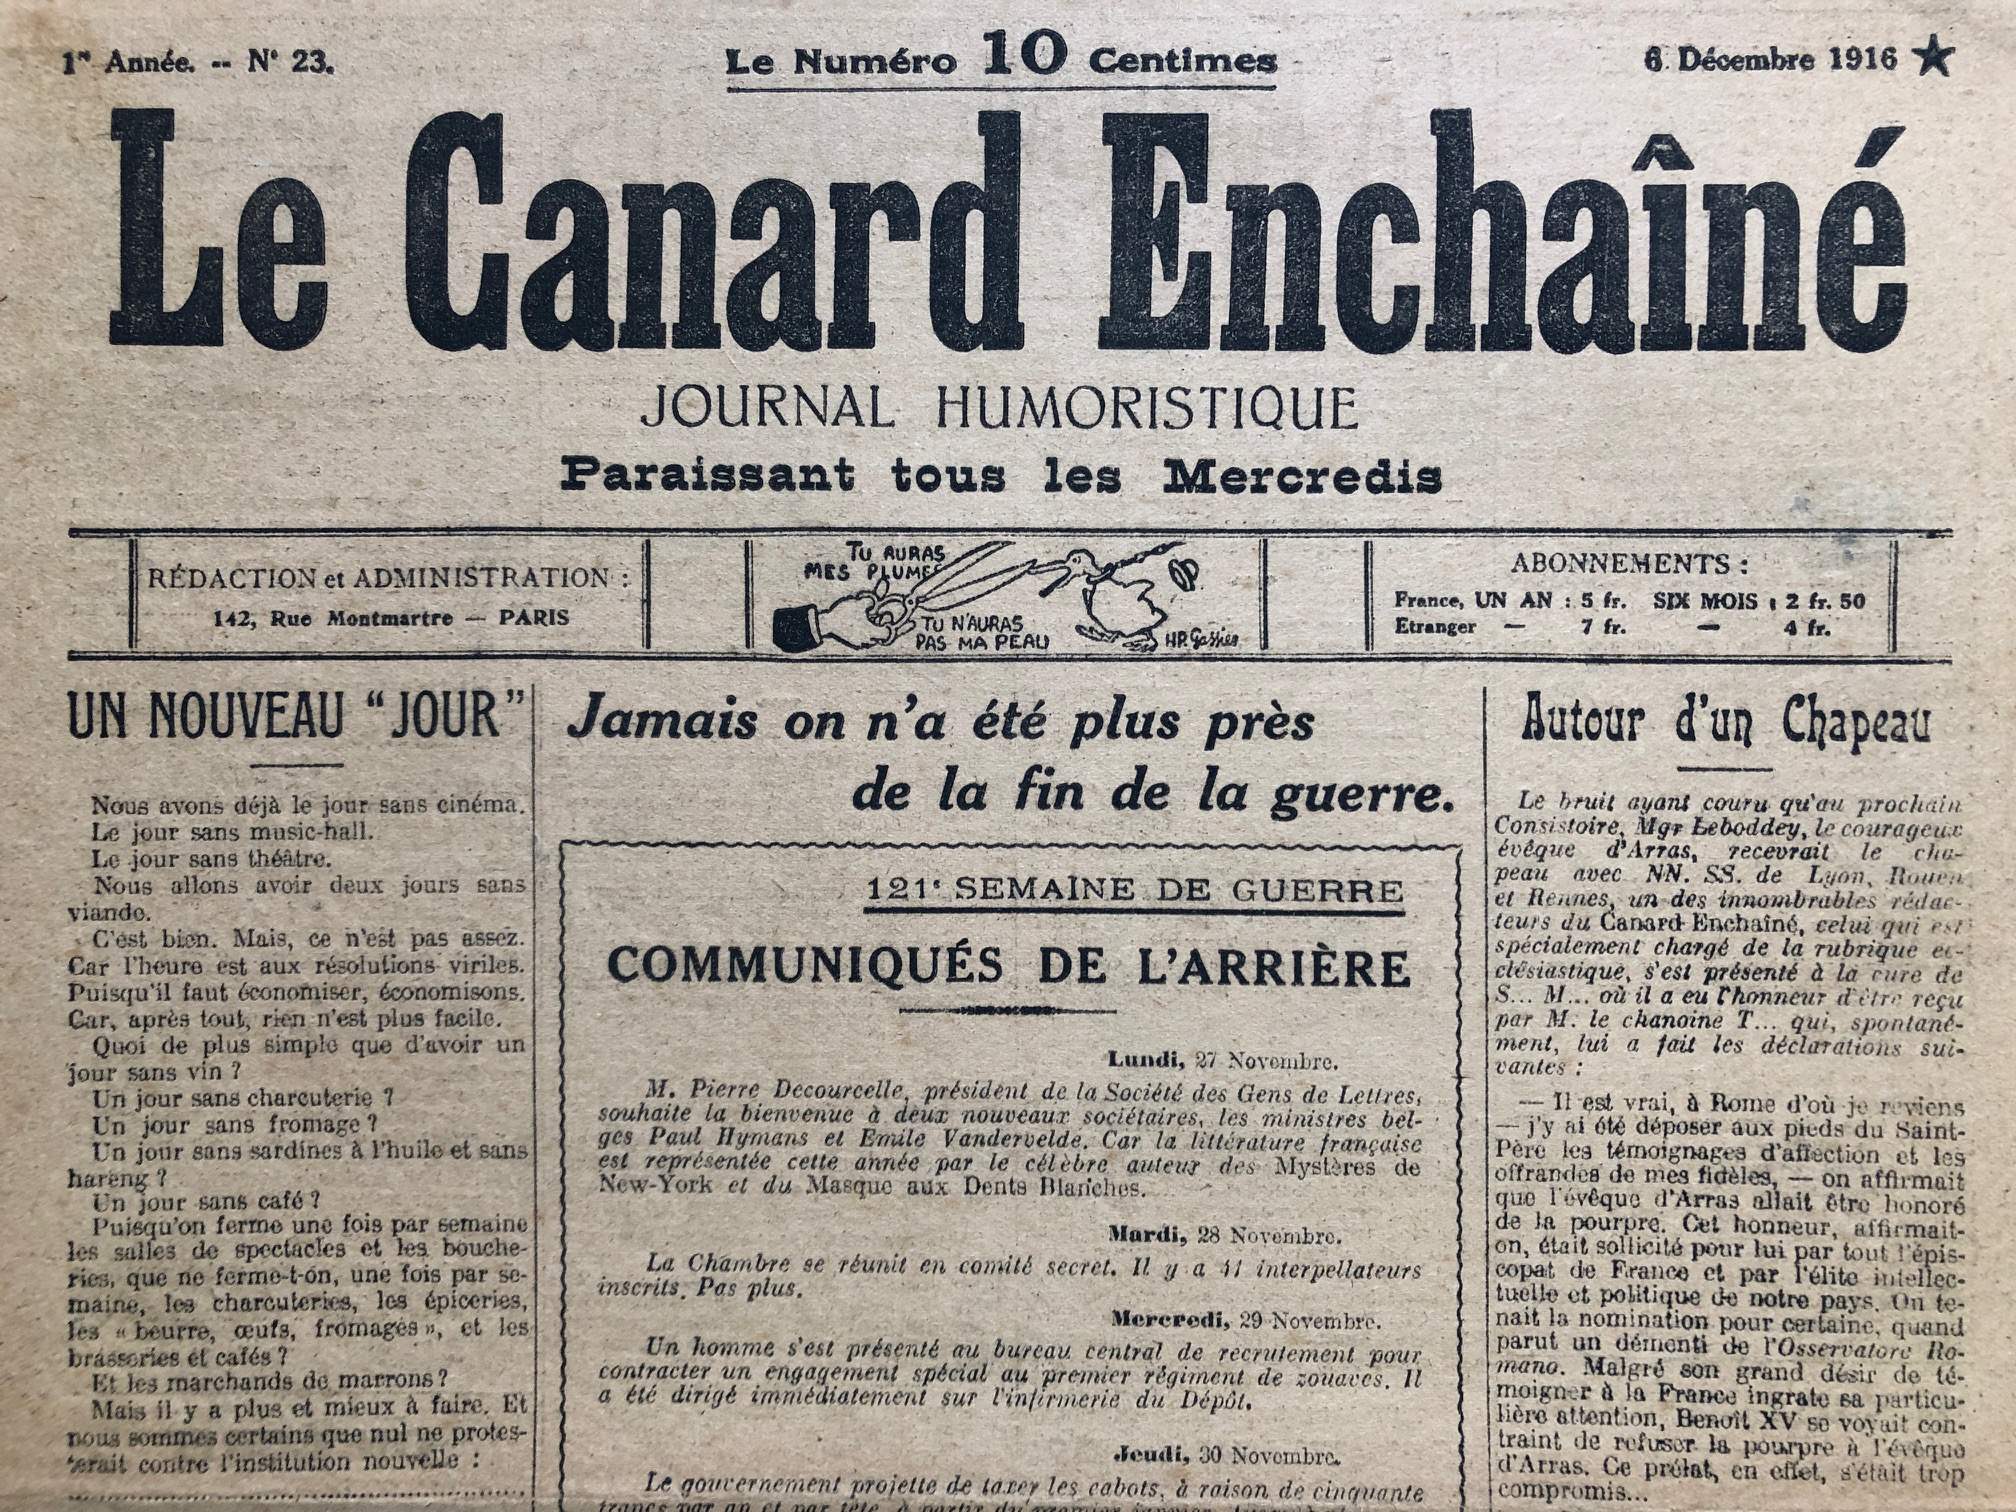 1re Année. -- N° 23.
Le Numéro 10 Centimes
6 Décembre 1916
Le Canard Enchaîné
JOURNAL HUMORISTIQUE
Paraissant tous les Mercredis
RÉDACTION et ADMINISTRATION :
142, Rue Montmartre — PARIS
TU AURAS
MES PLUMES
TU N'AURAS
PAS MA PEAU
H.P. Gassier
ABONNEMENTS :
France, UN AN : 5 fr. SIX MOIS : 2 fr. 50
Etranger — 7 fr. — 4 fr.
UN NOUVEAU "JOUR"
Nous avons déjà le jour sans cinéma.
Le jour sans music-hall.
Le jour sans théâtre.
Nous allons avoir deux jours sans
viande.
C'est bien. Mais, ce n'est pas assez.
Car l'heure est aux résolutions viriles.
Puisqu'il faut économiser, économisons.
Car, après tout, rien n'est plus facile.
Quoi de plus simple que d'avoir un
jour sans vin ?
Un jour sans charcuterie ?
Un jour sans fromage ?
Un jour sans sardines à l'huile et sans
hareng ?
Un jour sans café ?
Puisqu'on ferme une fois par semaine
les salles de spectacles et les bouche-
ries, que ne ferme-t-on, une fois par se-
maine, les charcuteries, les épiceries,
les « beurre, œufs, fromages », et les
brasseries et cafés ?
Et les marchands de marrons ?
Mais il y a plus et mieux à faire. Et
nous sommes certains que nul ne protes-
terait contre l'institution nouvelle :
Jamais on n'a été plus près
de la fin de la guerre.
121e SEMAINE DE GUERRE
COMMUNIQUÉS DE L'ARRIÈRE
Lundi, 27 Novembre.
M. Pierre Decourcelle, président de la Société des Gens de Lettres,
souhaite la bienvenue à deux nouveaux sociétaires, les ministres bel-
ges Paul Hymans et Emile Vandervelde. Car la littérature française
est représentée cette année par le célèbre auteur des Mystères de
New-York et du Masque aux Dents Blanches.
Mardi, 28 Novembre.
La Chambre se réunit en comité secret. Il y a 41 interpellateurs
inscrits. Pas plus.
Mercredi, 29 Novembre.
Un homme s'est présenté au bureau central de recrutement pour
contracter un engagement spécial au premier régiment de zouaves. Il
a été dirigé immédiatement sur l'infirmerie du Dépôt.
Jeudi, 30 Novembre.
Le gouvernement projette de taxer les cabots, à raison de cinquante
francs par an et par tête, à partir du premier janvier.
Autour d'un Chapeau
Le bruit ayant couru qu'au prochain
Consistoire, Mgr Leboddey, le courageux
évêque d'Arras, recevrait le cha-
peau avec NN. SS. de Lyon, Rouen
et Rennes, un des innombrables rédac-
teurs du Canard Enchaîné, celui qui est
spécialement chargé de la rubrique ec-
clésiastique, s'est présenté à la cure de
S... M... où il a eu l'honneur d'être reçu
par M. le chanoine T... qui, spontané-
ment, lui a fait les déclarations sui-
vantes :
— Il est vrai, à Rome d'où je reviens
— j'y ai été déposer aux pieds du Saint-
Père les témoignages d'affection et les
offrandes de mes fidèles, — on affirmait
que l'évêque d'Arras allait être honoré
de la pourpre. Cet honneur, affirmait-
on, était sollicité pour lui par tout l'épis-
copat de France et par l'élite intellec-
tuelle et politique de notre pays. On te-
nait la nomination pour certaine, quand
parut un démenti de l'Osservatore Ro-
mano. Malgré son grand désir de té-
moigner à la France ingrate sa particu-
lière attention, Benoît XV se voyait con-
traint de refuser la pourpre à l'évêque
d'Arras. Ce prélat, en effet, s'était trop
compromis...